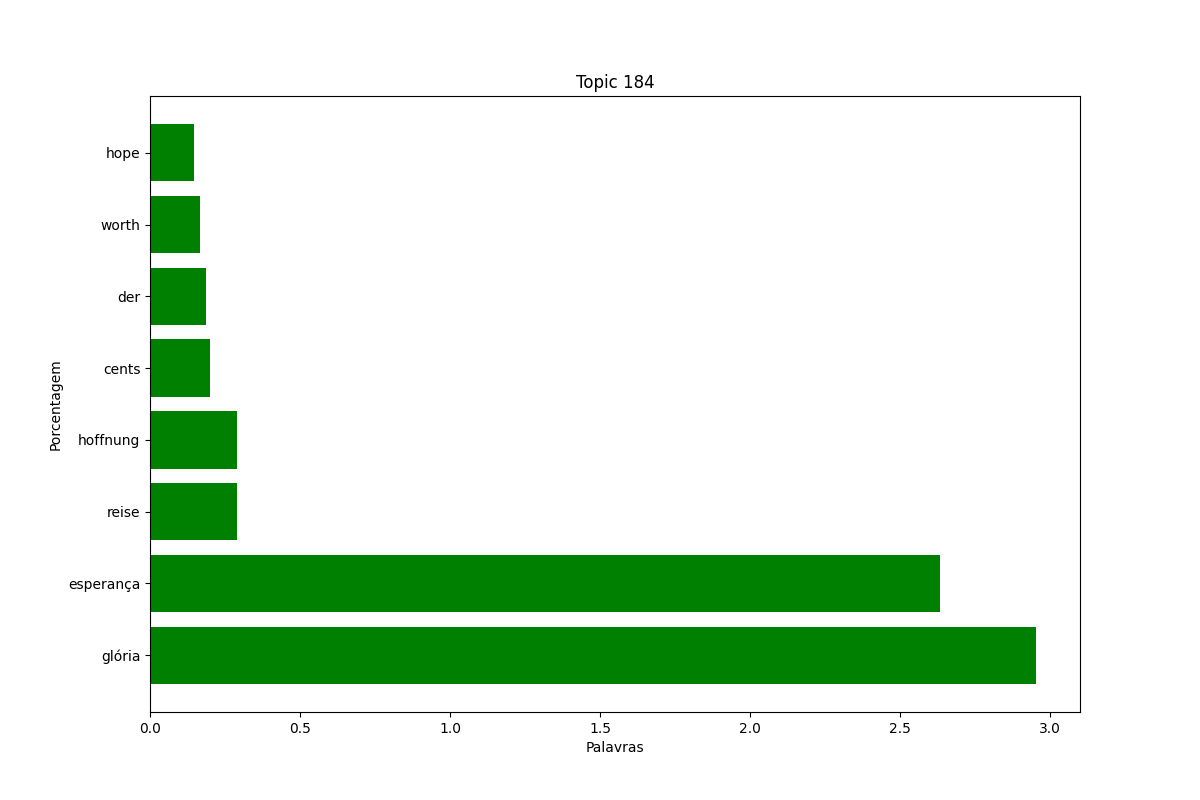 Topic 184
hope
worth
der
cents
hoffnung
reise
esperança
glória
Porcentagem
0.0 0.5 1.0 1.5 2.0 2.5 3.0
Palavras